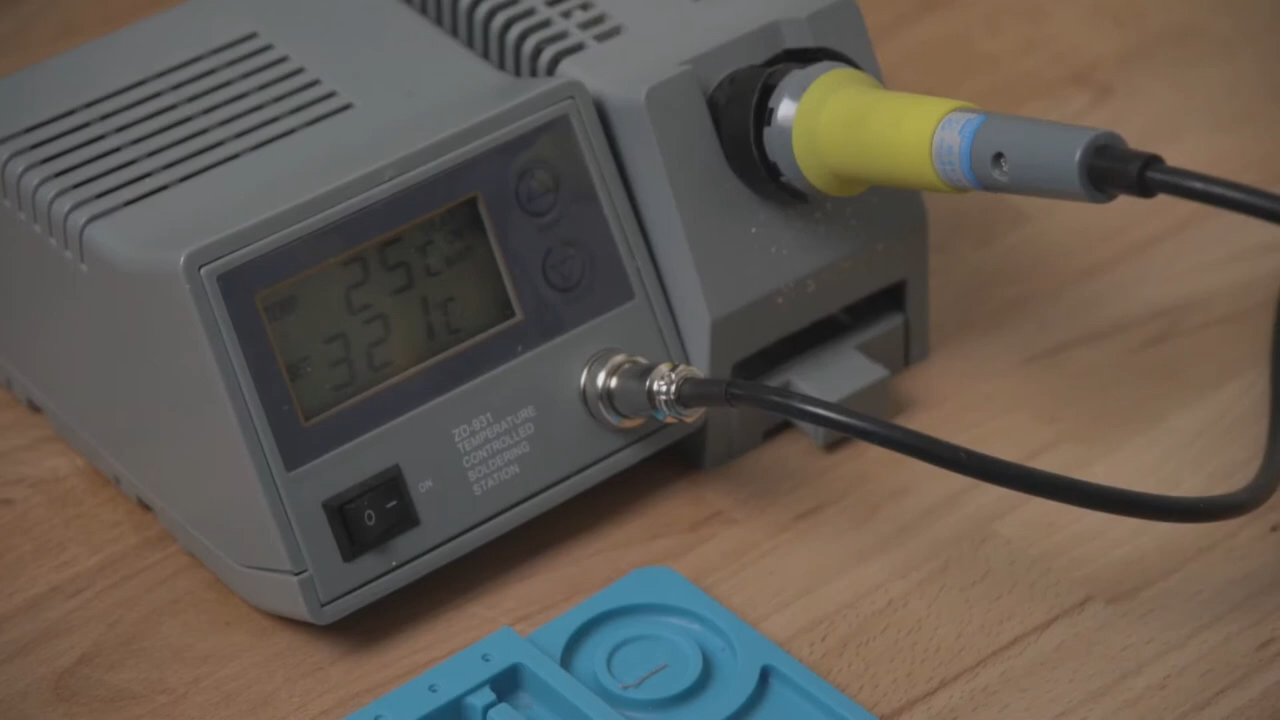 25°C
321°C
ZD-931
TEMPERATURE
CONTROLLED
SOLDERING
STATION
ON